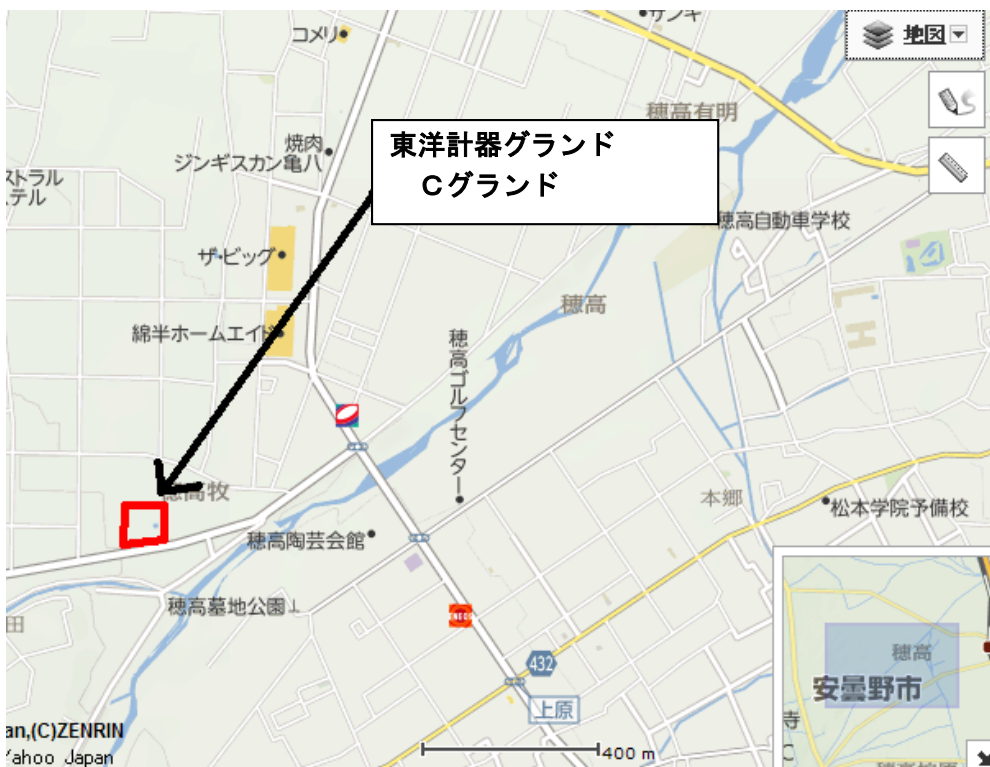 サンキ
コメリ
地図
穂高有明
東洋計器グランド
Cグランド
焼肉
ジンギスカン亀八
ストラル
テル
穂高自動車学校
ザ・ビッグ
穂高
綿半ホームエイド
穂高ゴルフセンター
穂高牧
本郷
松本学院予備校
穂高陶芸会館
穂高墓地公園
田
ENEOS
432
上原
400 m
穂高
安曇野市
寺
an,(C)ZENRIN
Yahoo Japan